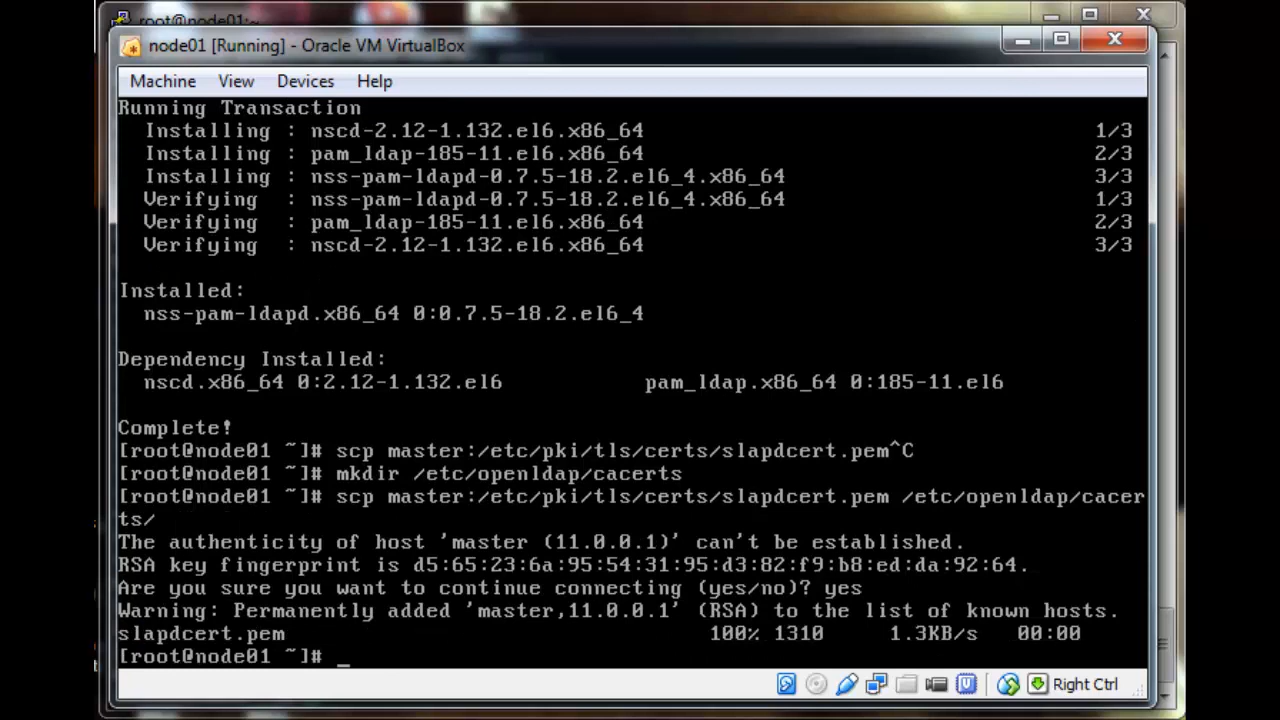 root@node01:~
node01 [Running] - Oracle VM VirtualBox
Machine View Devices Help
Running Transaction
Installing : nscd-2.12-1.132.el6.x86_64 1/3
Installing : pam_ldap-185-11.el6.x86_64 2/3
Installing : nss-pam-ldapd-0.7.5-18.2.el6_4.x86_64 3/3
Verifying : nss-pam-ldapd-0.7.5-18.2.el6_4.x86_64 1/3
Verifying : pam_ldap-185-11.el6.x86_64 2/3
Verifying : nscd-2.12-1.132.el6.x86_64 3/3
Installed:
nss-pam-ldapd.x86_64 0:0.7.5-18.2.el6_4
Dependency Installed:
nscd.x86_64 0:2.12-1.132.el6 pam_ldap.x86_64 0:185-11.el6
Complete!
[root@node01 ~]# scp master:/etc/pki/tls/certs/slapdcert.pem^C
[root@node01 ~]# mkdir /etc/openldap/cacerts
[root@node01 ~]# scp master:/etc/pki/tls/certs/slapdcert.pem /etc/openldap/cacer
ts/
The authenticity of host 'master (11.0.0.1)' can't be established.
RSA key fingerprint is d5:65:23:6a:95:54:31:95:d3:82:f9:b8:ed:da:92:64.
Are you sure you want to continue connecting (yes/no)? yes
Warning: Permanently added 'master,11.0.0.1' (RSA) to the list of known hosts.
slapdcert.pem 100% 1310 1.3KB/s 00:00
[root@node01 ~]# _
Right Ctrl